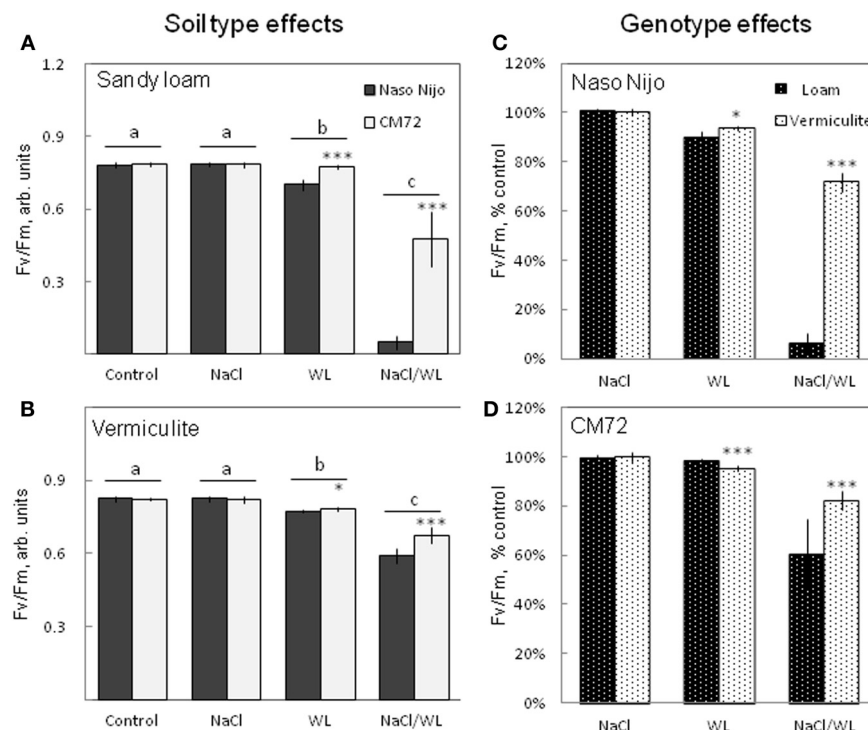 Soil type effects
Genotype effects
A
Sandy loam
Naso Nijo
CM72
Fv/Fm, arb. units
1.2
0.9
0.6
0.3
a
a
b
***
c
***
Control
NaCl
WL
NaCl/WL
B
Vermiculite
Fv/Fm, arb. units
0.9
0.6
0.3
a
a
b
*
c
***
Control
NaCl
WL
NaCl/WL
C
Naso Nijo
Loam
Vermiculite
Fv/Fm, % control
120%
100%
80%
60%
40%
20%
0%
*
***
NaCl
WL
NaCl/WL
D
CM72
Fv/Fm, % control
120%
100%
80%
60%
40%
20%
0%
***
***
NaCl
WL
NaCl/WL